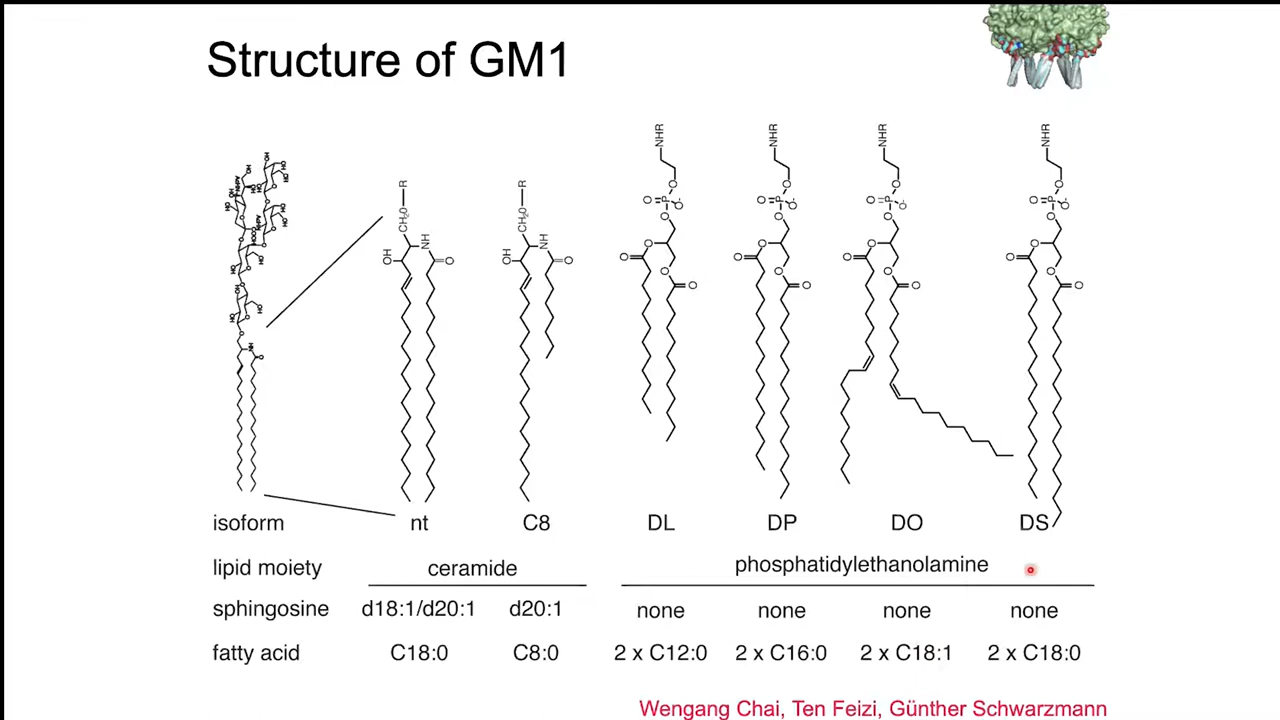 Structure of GM1
isoform nt C8 DL DP DO DS
lipid moiety ceramide phosphatidylethanolamine
sphingosine d18:1/d20:1 d20:1 none none none none
fatty acid C18:0 C8:0 2 x C12:0 2 x C16:0 2 x C18:1 2 x C18:0
Wengang Chai, Ten Feizi, Günther Schwarzmann